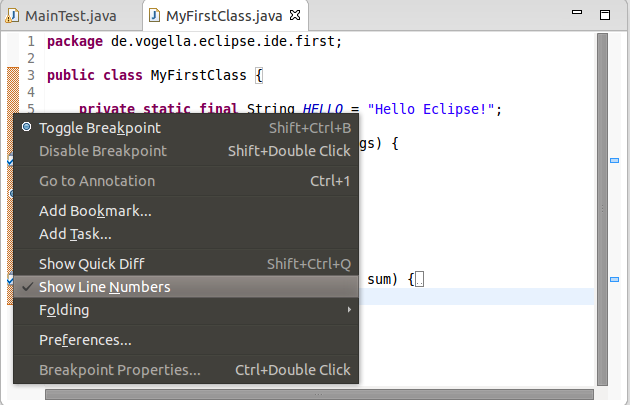 MainTest.java MyFirstClass.java
1 package de.vogella.eclipse.ide.first;
2
3 public class MyFirstClass {
4
5 private static final String HELLO = "Hello Eclipse!";
gs) {
sum) {
Toggle Breakpoint Shift+Ctrl+B
Disable Breakpoint Shift+Double Click
Go to Annotation Ctrl+1
Add Bookmark...
Add Task...
Show Quick Diff Shift+Ctrl+Q
Show Line Numbers
Folding
Preferences...
Breakpoint Properties... Ctrl+Double Click